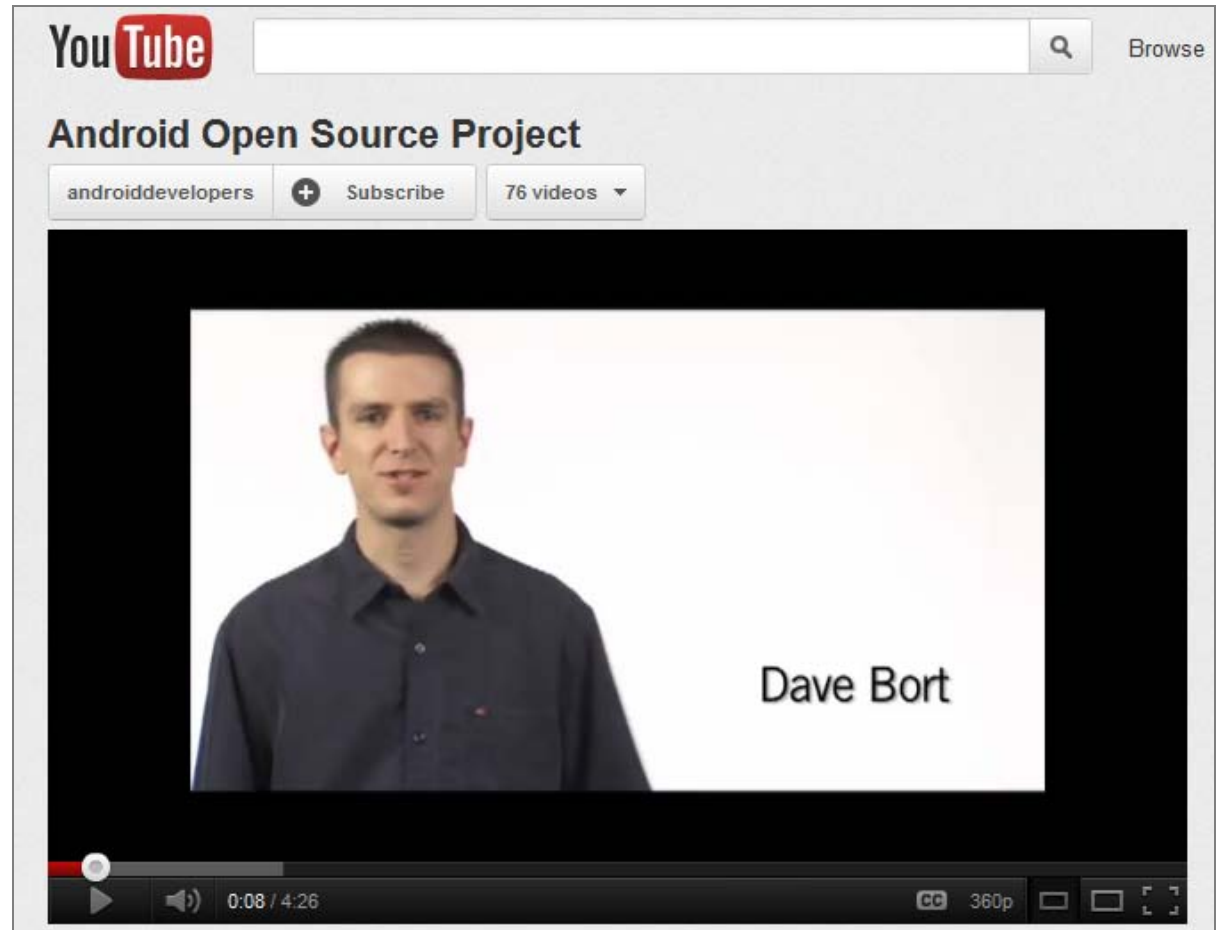 YouTube
Browse
Android Open Source Project
androiddevelopers
Subscribe
76 videos
Dave Bort
0:08 / 4:26
CC
360p